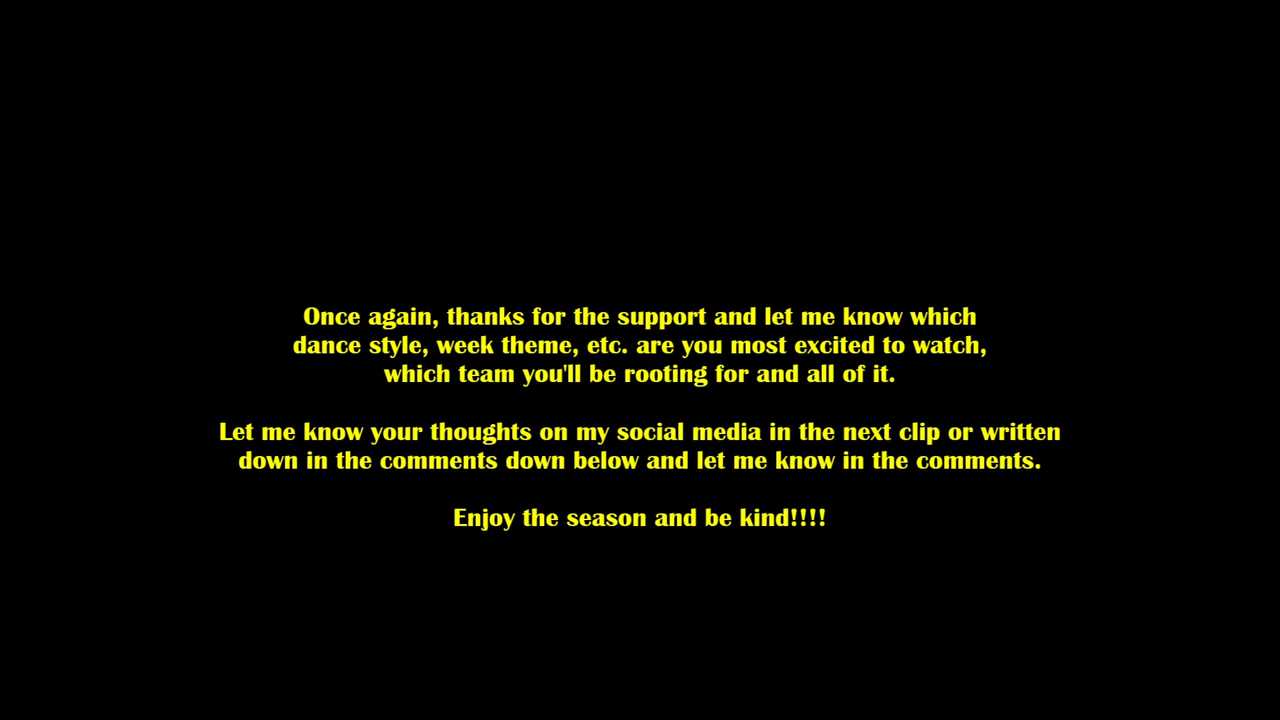 Once again, thanks for the support and let me know which
dance style, week theme, etc. are you most excited to watch,
which team you'll be rooting for and all of it.
Let me know your thoughts on my social media in the next clip or written
down in the comments down below and let me know in the comments.
Enjoy the season and be kind!!!!